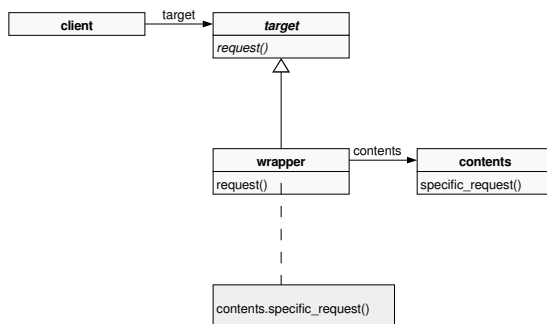 client
target
target
request()
wrapper
request()
contents
contents
specific_request()
contents.specific_request()